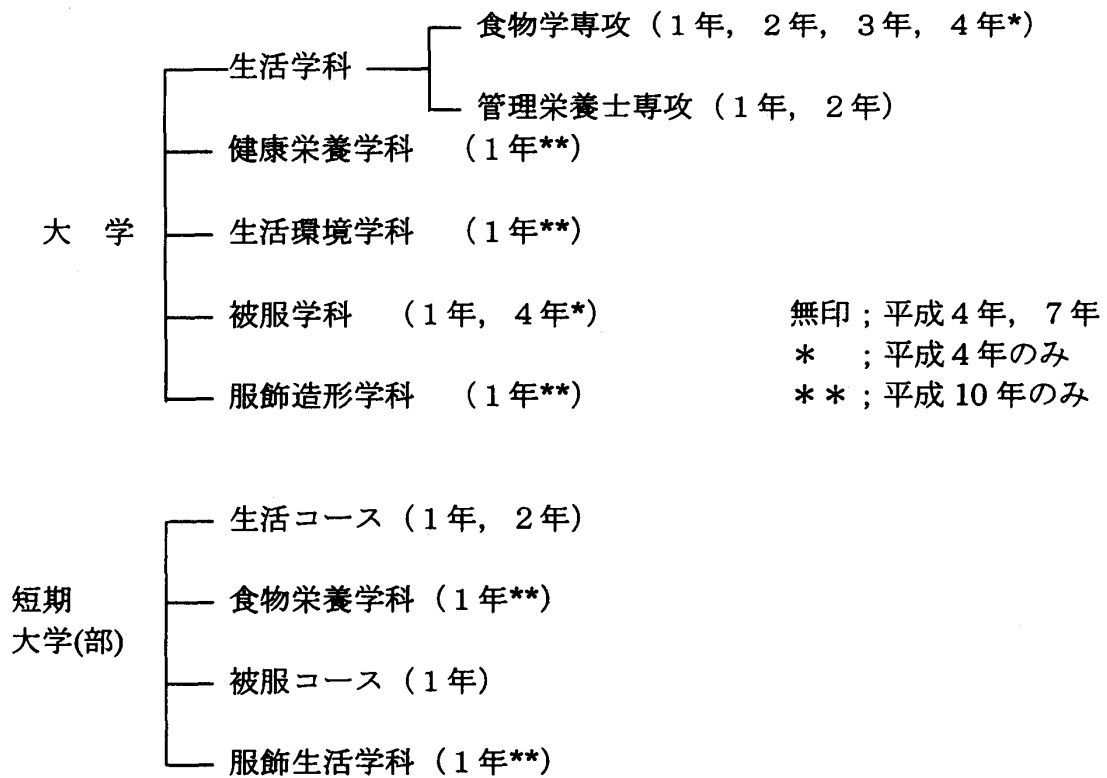 食物学専攻（１年，２年，３年，４年*）
生活学科
管理栄養士専攻（１年，２年）
健康栄養学科　（１年**）
大　学
生活環境学科　（１年**）
被服学科　（１年，４年*）
無印；平成４年，７年
＊　；平成４年のみ
服飾造形学科　（１年**）
＊＊；平成10年のみ
生活コース（１年，２年）
短期
大学(部)
食物栄養学科（１年**）
被服コース（１年）
服飾生活学科（１年**）